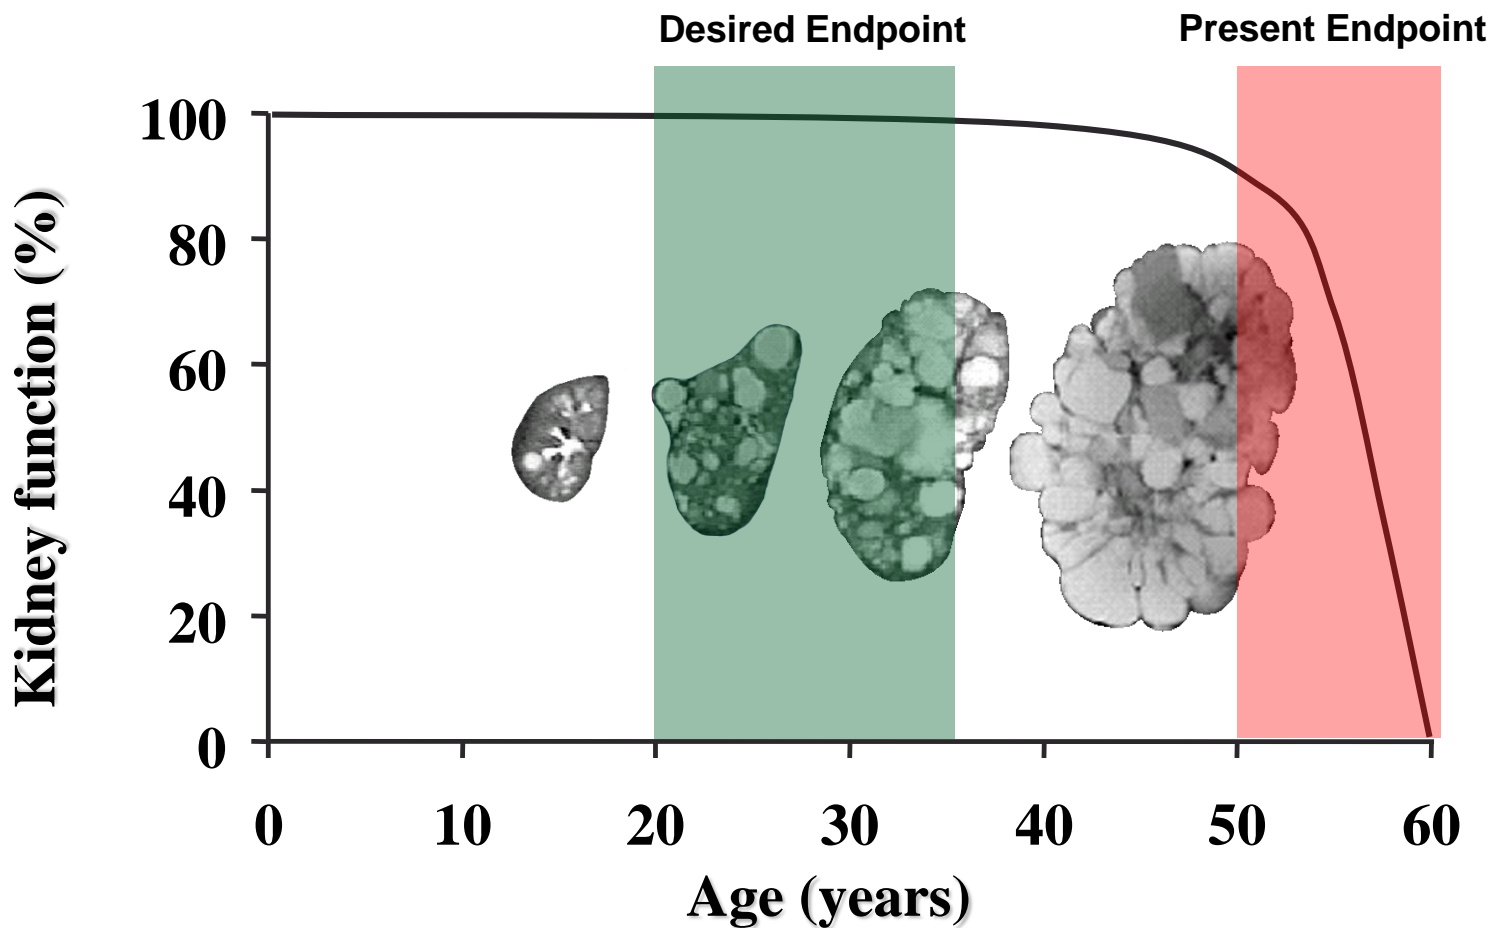 Desired Endpoint
Present Endpoint
Kidney function (%)
100
80
60
40
20
0
0 10 20 30 40 50 60
Age (years)